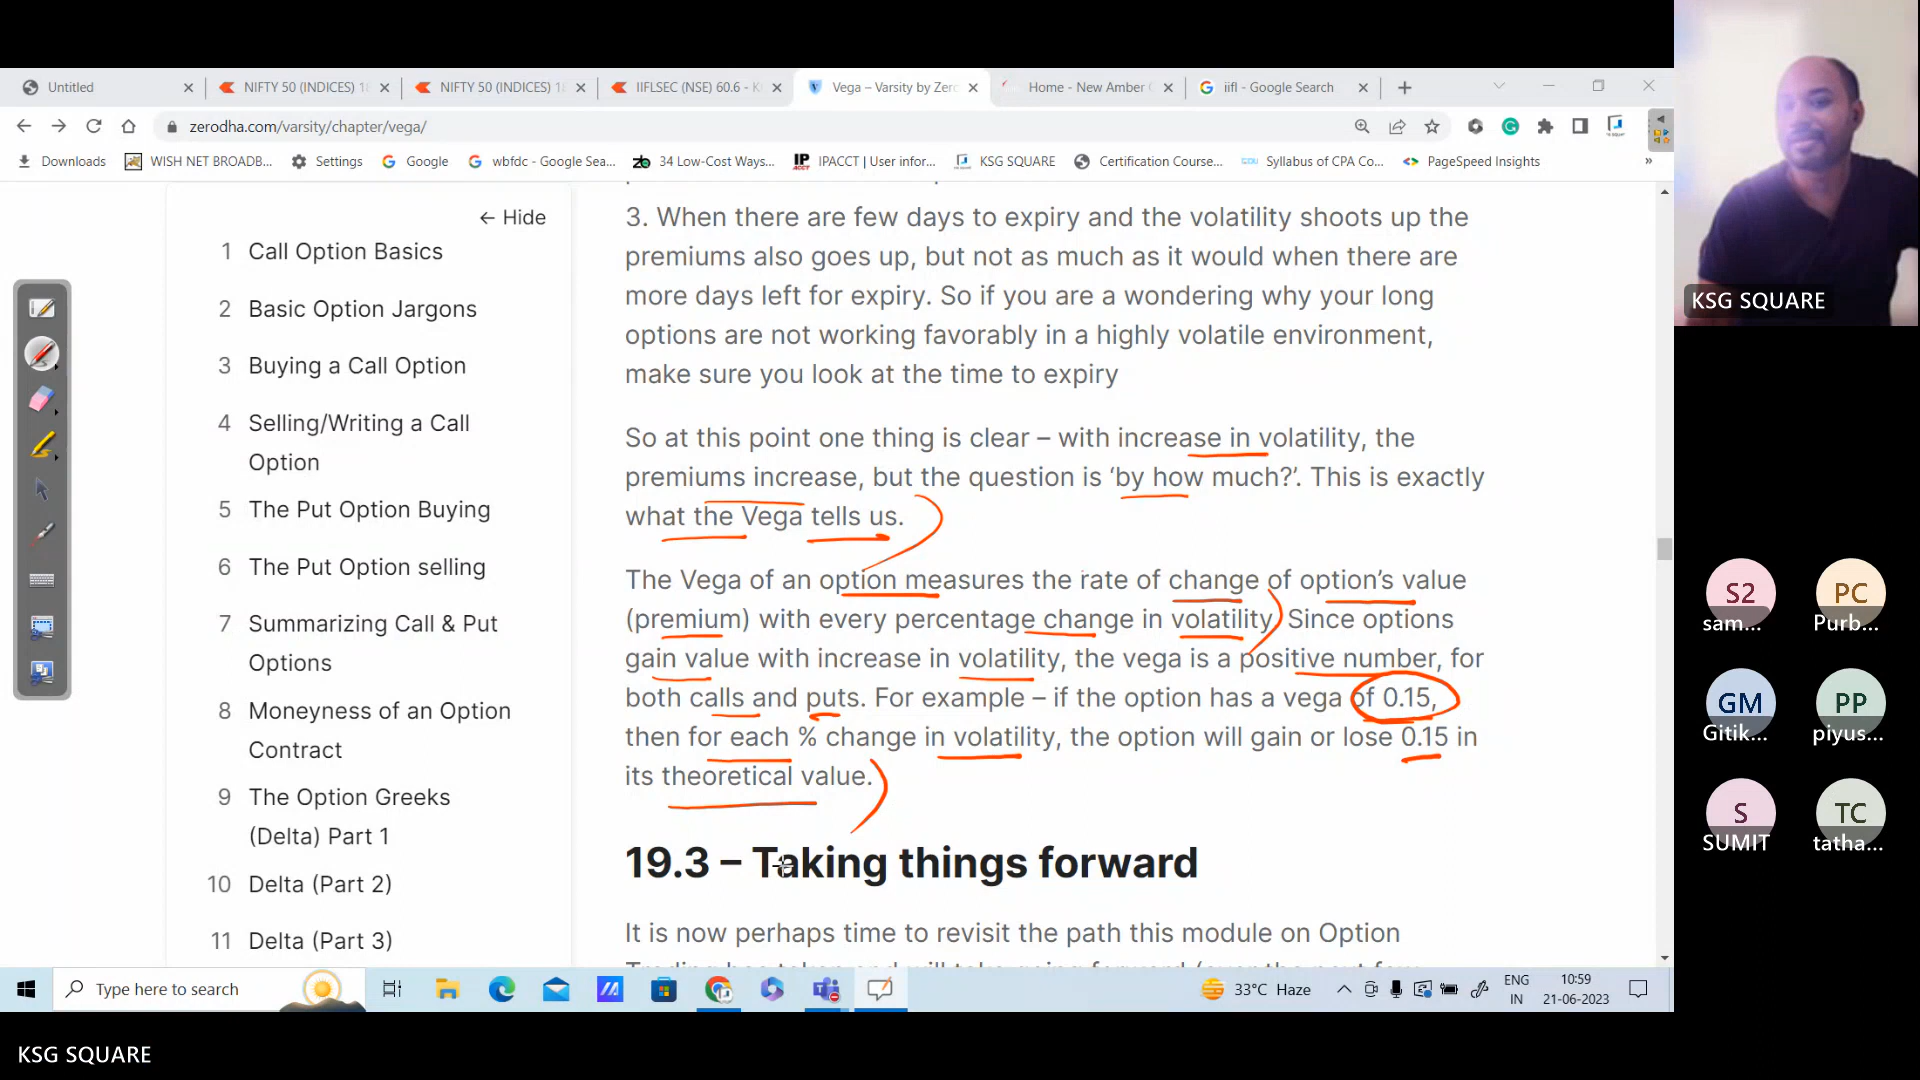 Untitled
NIFTY 50 (INDICES) 18
NIFTY 50 (INDICES) 18
IIFLSEC (NSE) 60.6 - K
Vega – Varsity by Zero
Home - New Amber
iifl - Google Search
zerodha.com/varsity/chapter/vega/
Downloads
WISH NET BROADB...
Settings
Google
wbfdc - Google Sea...
34 Low-Cost Ways...
IPACCT | User infor...
KSG SQUARE
Certification Course...
Syllabus of CPA Co...
PageSpeed Insights
← Hide
1 Call Option Basics
2 Basic Option Jargons
3 Buying a Call Option
4 Selling/Writing a Call
Option
5 The Put Option Buying
6 The Put Option selling
7 Summarizing Call & Put
Options
8 Moneyness of an Option
Contract
9 The Option Greeks
(Delta) Part 1
10 Delta (Part 2)
11 Delta (Part 3)
3. When there are few days to expiry and the volatility shoots up the
premiums also goes up, but not as much as it would when there are
more days left for expiry. So if you are a wondering why your long
options are not working favorably in a highly volatile environment,
make sure you look at the time to expiry
So at this point one thing is clear – with increase in volatility, the
premiums increase, but the question is ‘by how much?’. This is exactly
what the Vega tells us.
The Vega of an option measures the rate of change of option’s value
(premium) with every percentage change in volatility. Since options
gain value with increase in volatility, the vega is a positive number, for
both calls and puts. For example – if the option has a vega of 0.15,
then for each % change in volatility, the option will gain or lose 0.15 in
its theoretical value.
19.3 – Taking things forward
It is now perhaps time to revisit the path this module on Option
KSG SQUARE
S2
sam...
PC
Purb...
GM
Gitik...
PP
piyus...
S
SUMIT
TC
tatha...
Type here to search
33°C Haze
ENG
IN
10:59
21-06-2023
KSG SQUARE